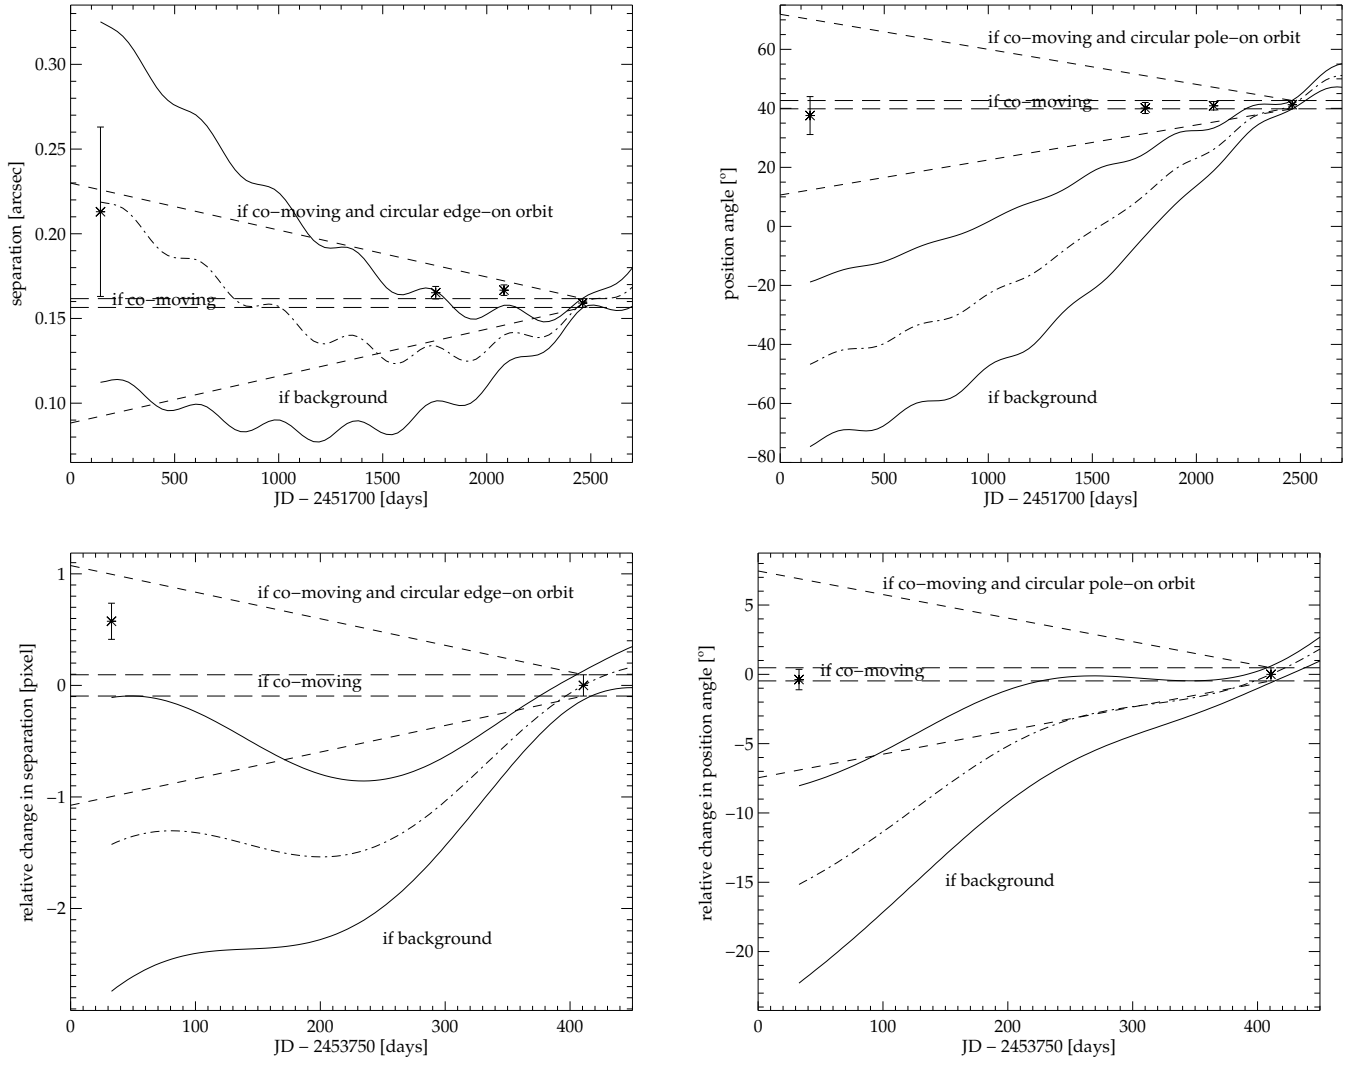 0.30
0.25
0.20
0.15
0.10
separation [arcsec]
if co−moving and circular edge−on orbit
if co−moving
if background
0 500 1000 1500 2000 2500
JD − 2451700 [days]
60
40
20
0
−20
−40
−60
−80
position angle [°]
if co−moving and circular pole−on orbit
if co−moving
if background
0 500 1000 1500 2000 2500
JD − 2451700 [days]
1
0
−1
−2
relative change in separation [pixel]
if co−moving and circular edge−on orbit
if co−moving
if background
0 100 200 300 400
JD − 2453750 [days]
5
0
−5
−10
−15
−20
relative change in position angle [°]
if co−moving and circular pole−on orbit
if co−moving
if background
0 100 200 300 400
JD − 2453750 [days]